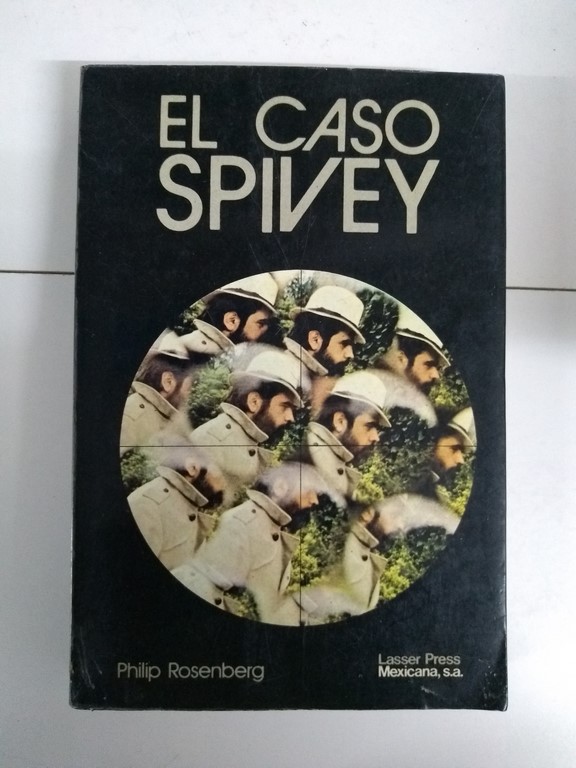 EL CASO
SPIVEY
Philip Rosenberg
Lasser Press
Mexicana, s.a.